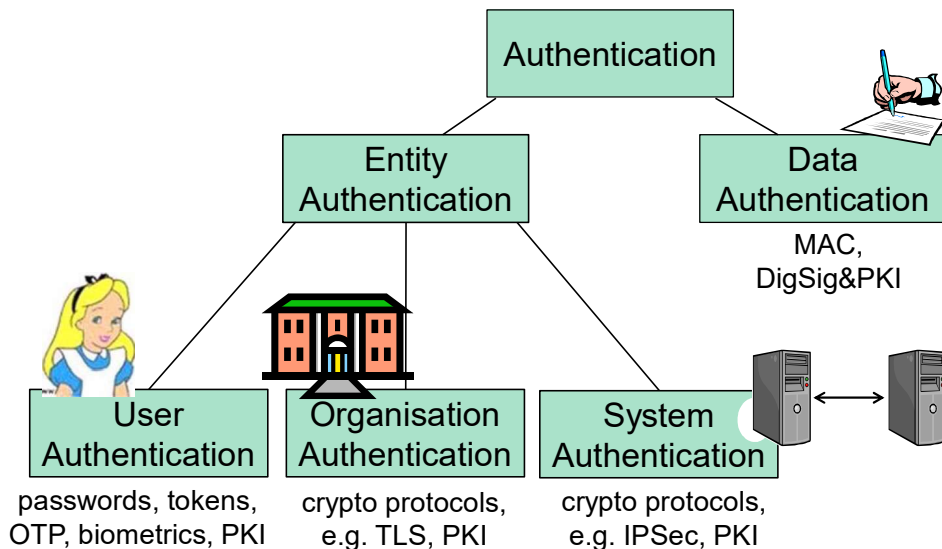 Authentication
Entity
Authentication
Data
Authentication
MAC,
DigSig&PKI
User
Authentication
Organisation
Authentication
System
Authentication
passwords, tokens,
OTP, biometrics, PKI
crypto protocols,
e.g. TLS, PKI
crypto protocols,
e.g. IPSec, PKI